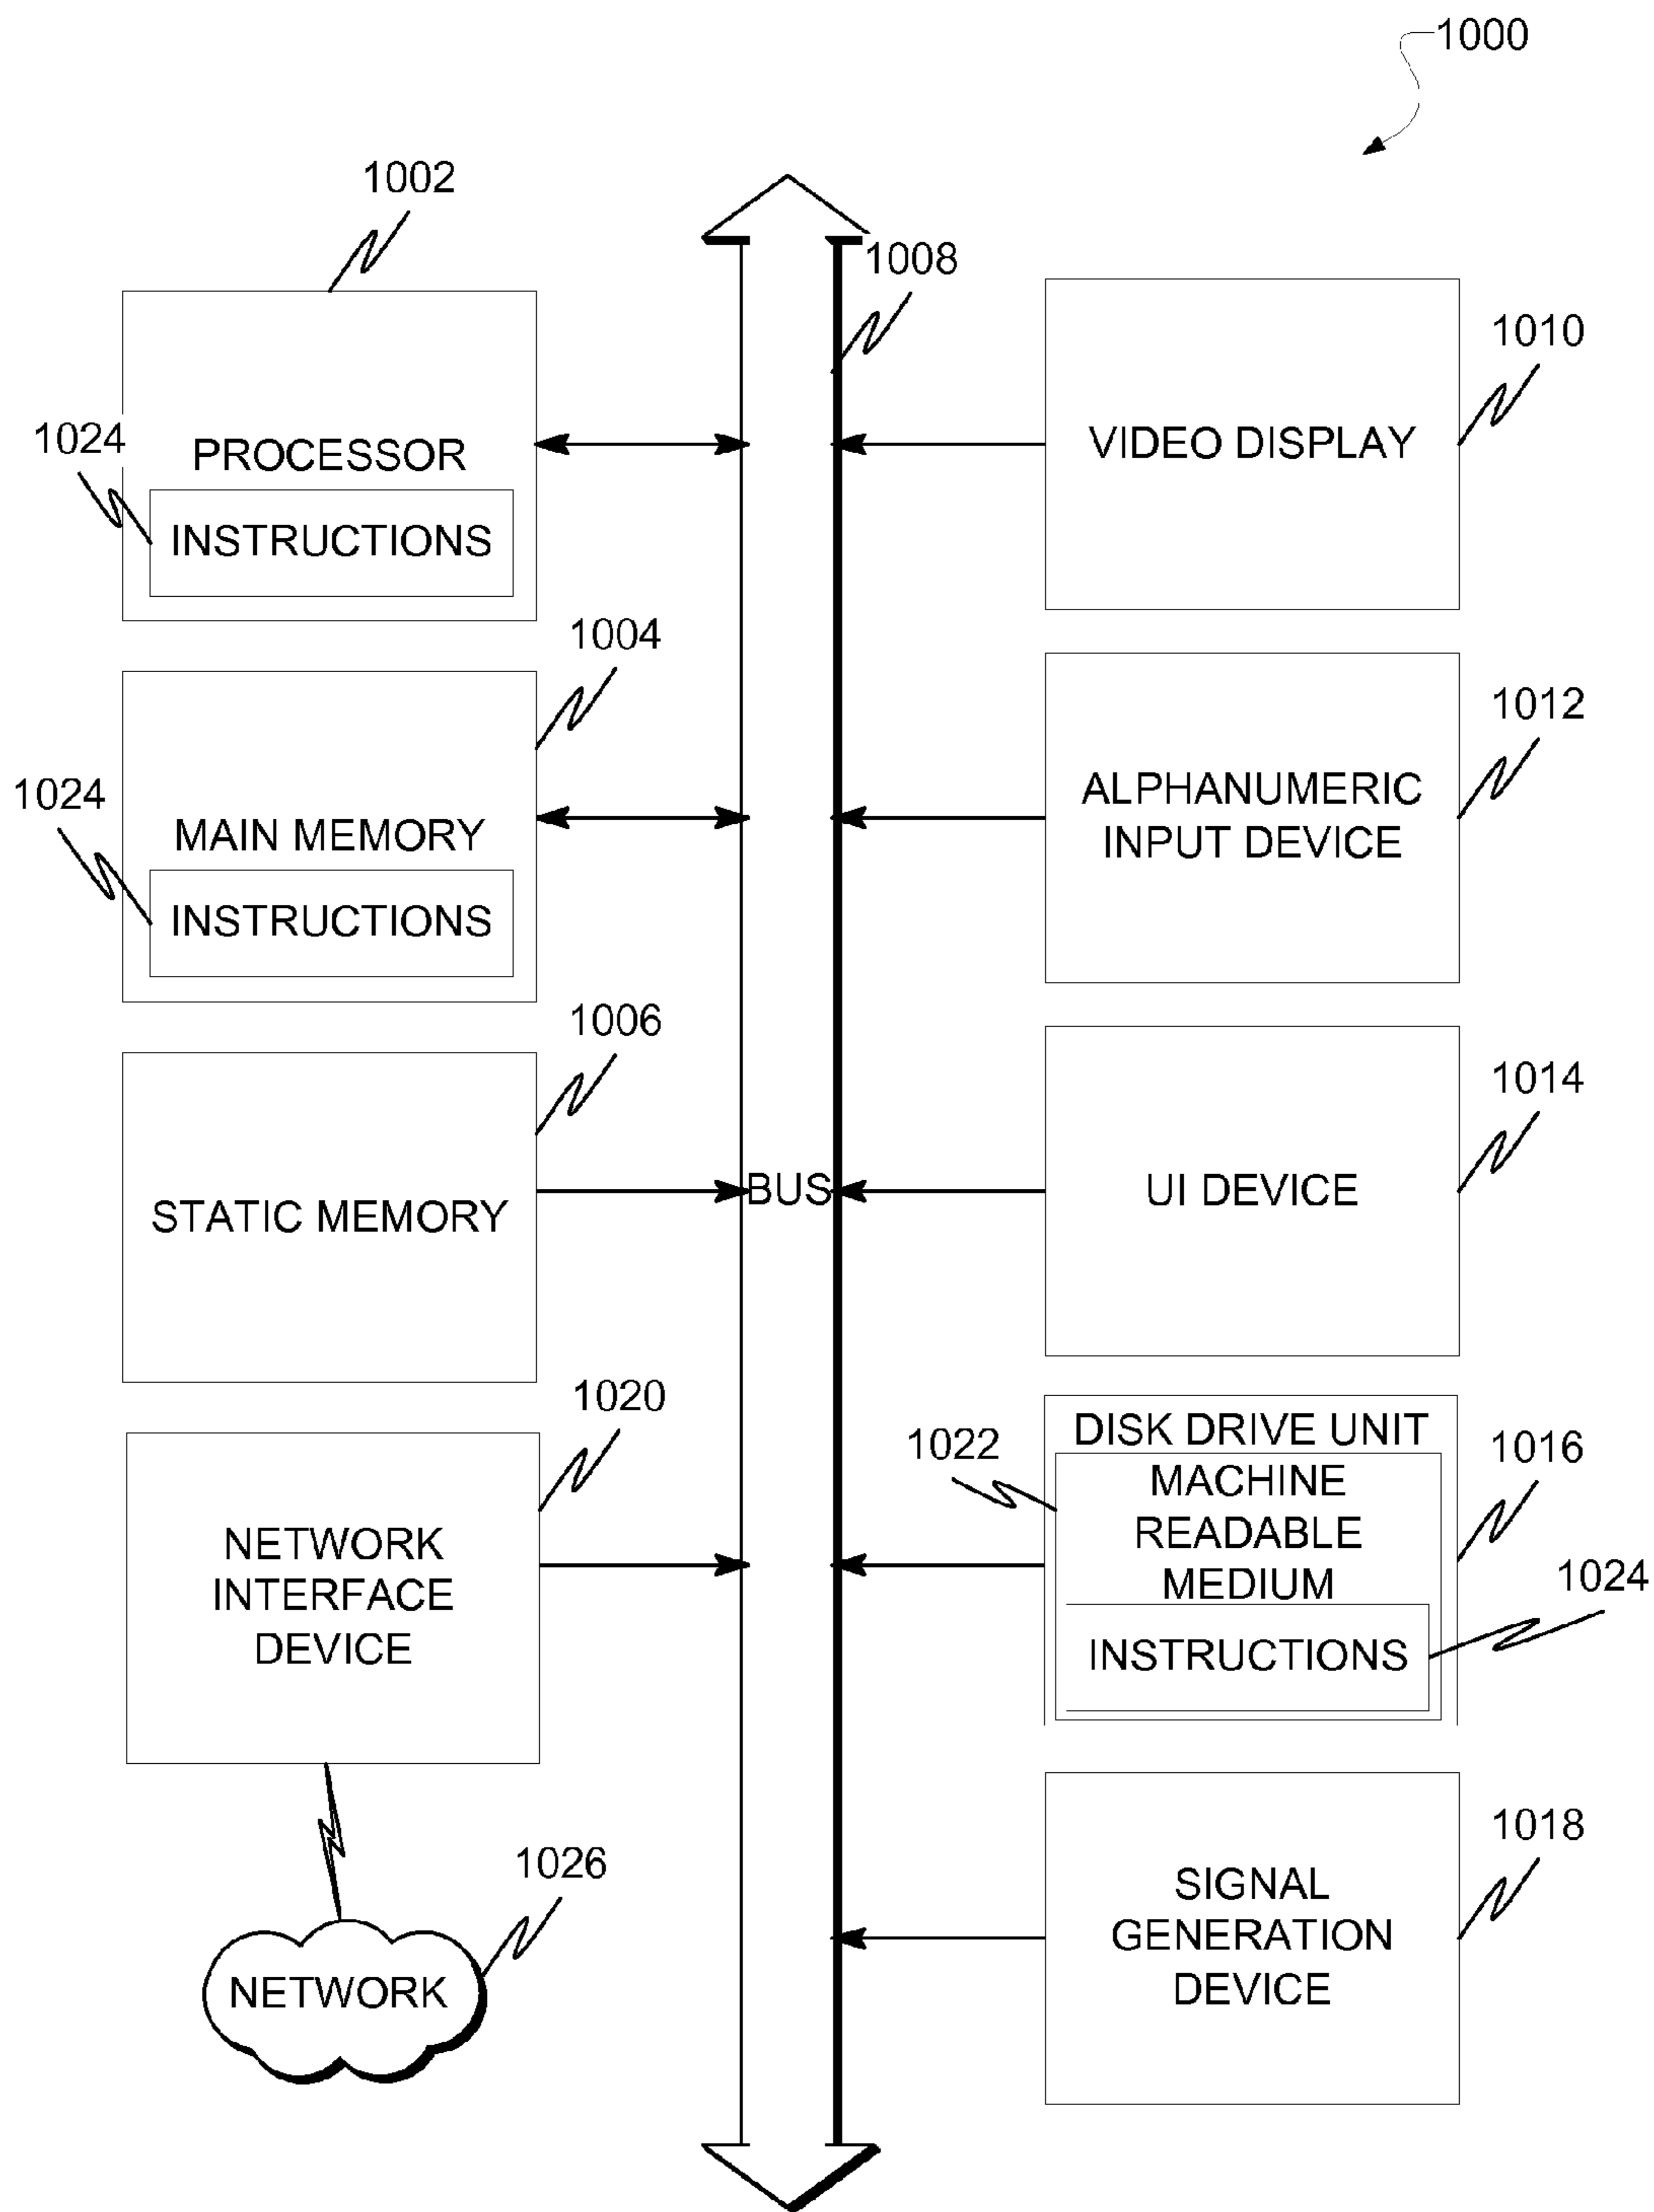 1000
1002
1008
1010
1024
PROCESSOR
INSTRUCTIONS
VIDEO DISPLAY
1004
1012
1024
MAIN MEMORY
INSTRUCTIONS
ALPHANUMERIC
INPUT DEVICE
1006
1014
STATIC MEMORY
BUS
UI DEVICE
1020
1022
DISK DRIVE UNIT
1016
MACHINE
READABLE
MEDIUM
1024
INSTRUCTIONS
NETWORK
INTERFACE
DEVICE
1018
1026
SIGNAL
GENERATION
DEVICE
NETWORK